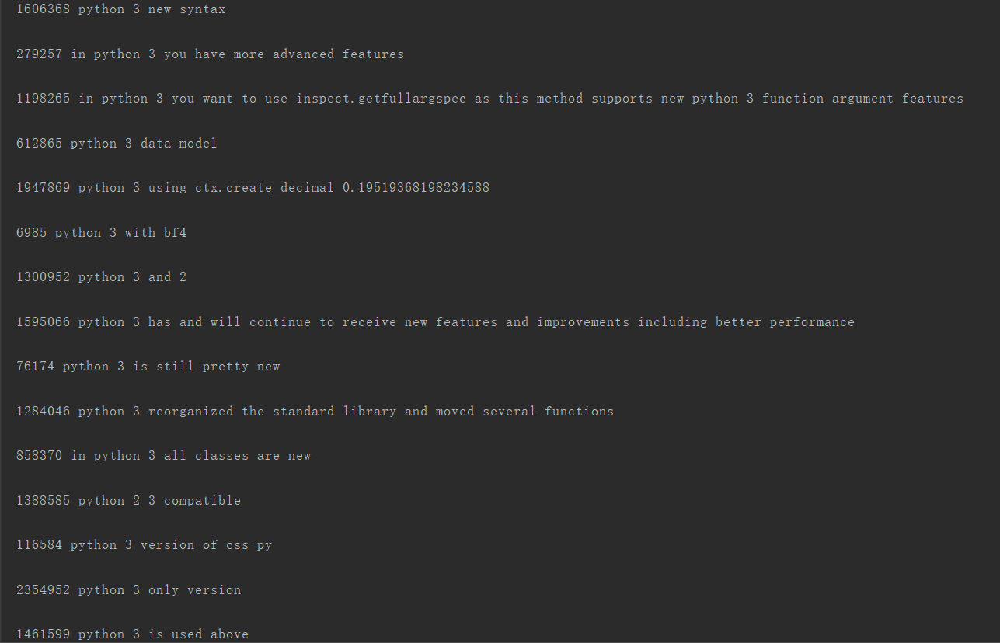 1606368 python 3 new syntax
279257 in python 3 you have more advanced features
1198265 in python 3 you want to use inspect.getfullargspec as this method supports new python 3 function argument features
612865 python 3 data model
1947869 python 3 using ctx.create_decimal 0.19519368198234588
6985 python 3 with bf4
1300952 python 3 and 2
1595066 python 3 has and will continue to receive new features and improvements including better performance
76174 python 3 is still pretty new
1284046 python 3 reorganized the standard library and moved several functions
858370 in python 3 all classes are new
1388585 python 2 3 compatible
116584 python 3 version of css-py
2354952 python 3 only version
1461599 python 3 is used above